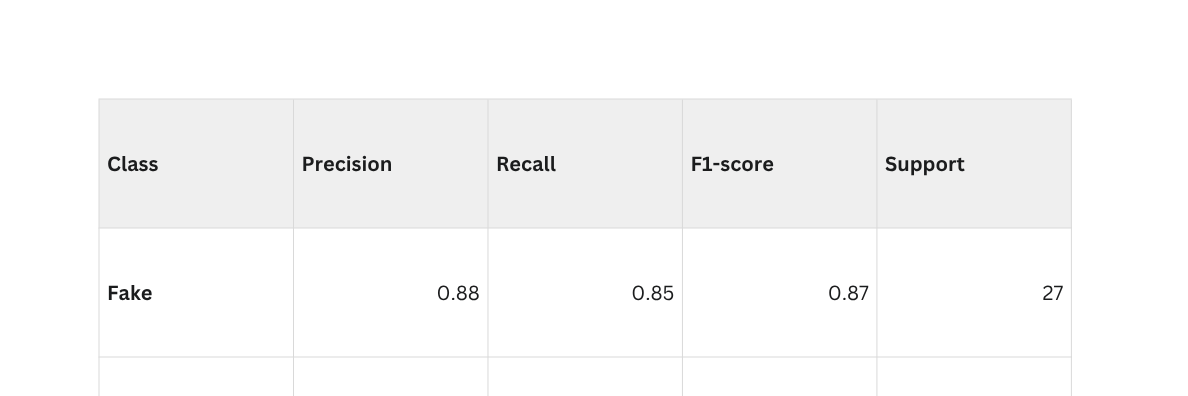 Class Precision Recall F1-score Support
Fake 0.88 0.85 0.87 27